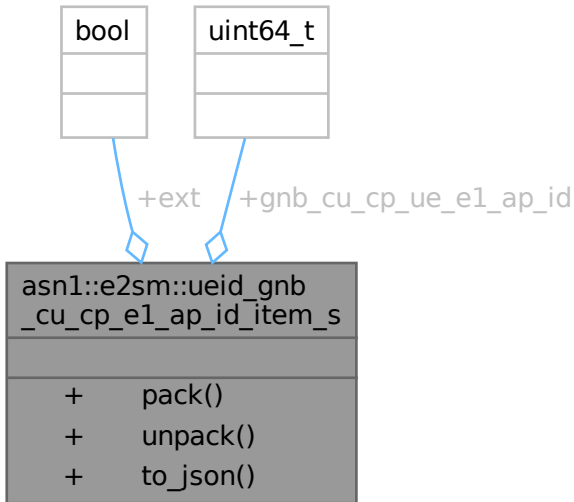 bool
uint64_t
+ext
+gnb_cu_cp_ue_e1_ap_id
asn1::e2sm::ueid_gnb
_cu_cp_e1_ap_id_item_s
+ pack()
+ unpack()
+ to_json()